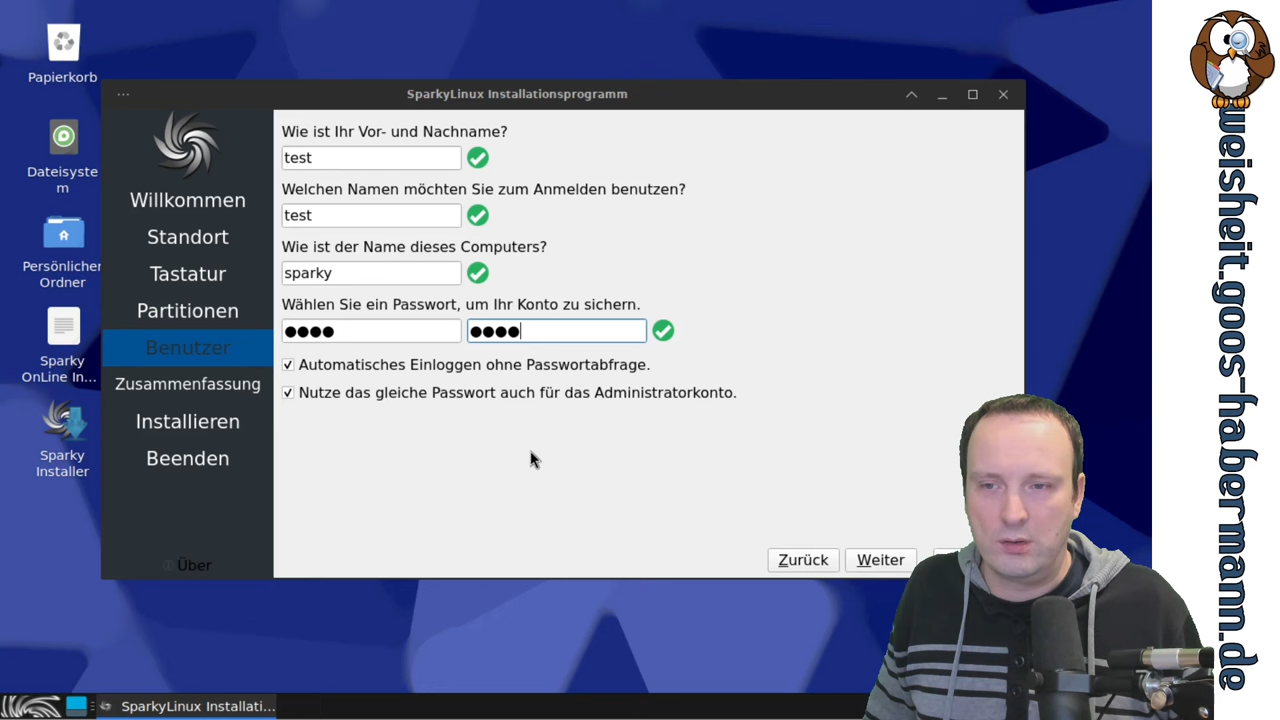 Papierkorb
Dateisyste
m
Persönlicher
Ordner
Sparky
OnLine In...
Sparky
Installer
...
SparkyLinux Installationsprogramm
Willkommen
Standort
Tastatur
Partitionen
Benutzer
Zusammenfassung
Installieren
Beenden
Über
Wie ist Ihr Vor- und Nachname?
test
Welchen Namen möchten Sie zum Anmelden benutzen?
test
Wie ist der Name dieses Computers?
sparky
Wählen Sie ein Passwort, um Ihr Konto zu sichern.
●●●● ●●●●
Automatisches Einloggen ohne Passwortabfrage.
Nutze das gleiche Passwort auch für das Administratorkonto.
Zurück Weiter
SparkyLinux Installati...
weisheit.goos-habermann.de